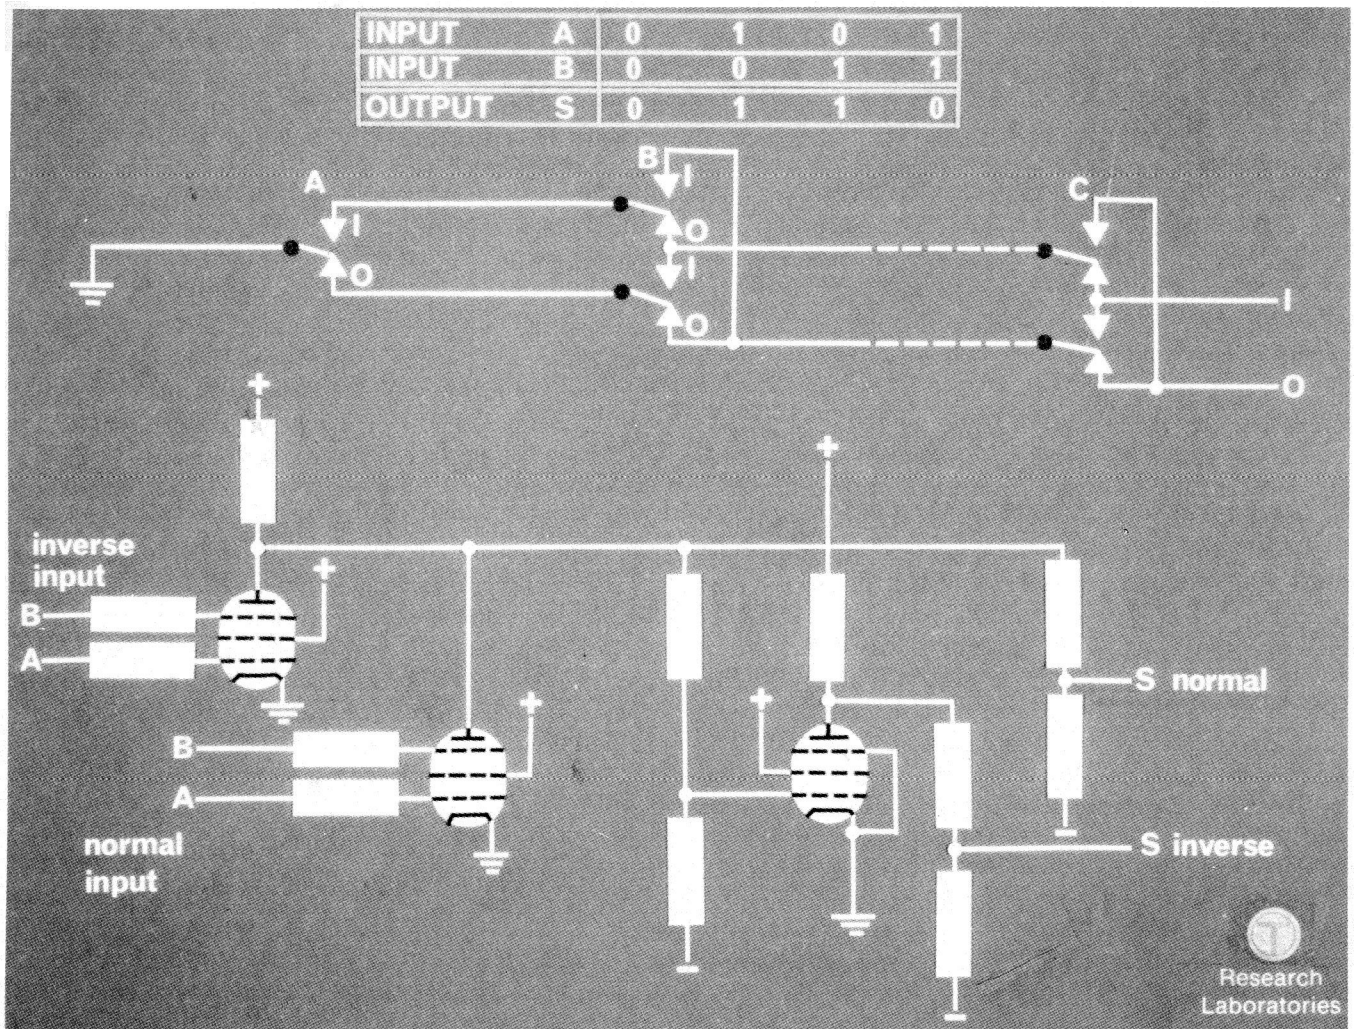 INPUT A 0 1 0 1
INPUT B 0 0 1 1
OUTPUT S 0 1 1 0
A
I
O
B
I
O
I
O
C
I
O
+
inverse
input
B
A
+
B
A
normal
input
+
+
+
S normal
S inverse
T
Research
Laboratories